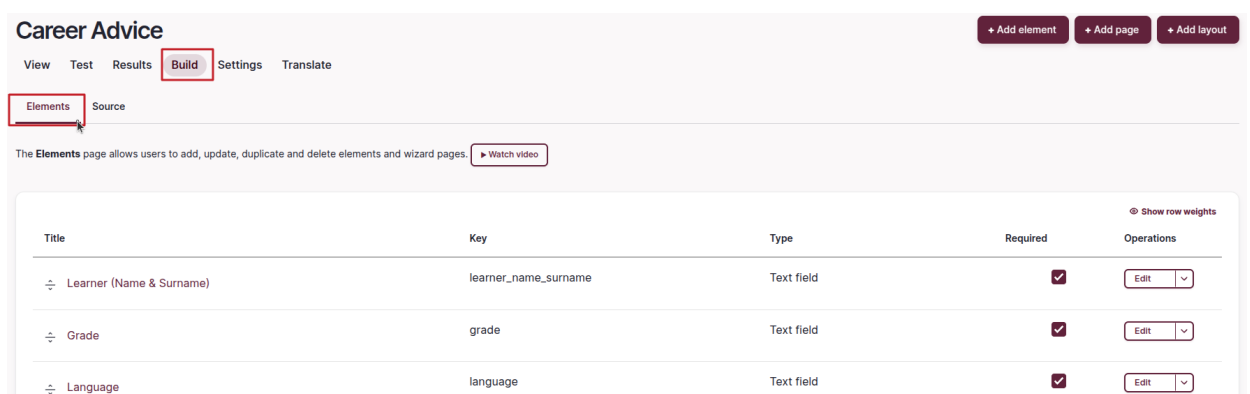 Career Advice
+ Add element + Add page + Add layout
View Test Results Build Settings Translate
Elements Source
The Elements page allows users to add, update, duplicate and delete elements and wizard pages. Watch video
Show row weights
Title Key Type Required Operations
Learner (Name & Surname) learner_name_surname Text field Edit
Grade grade Text field Edit
Language language Text field Edit